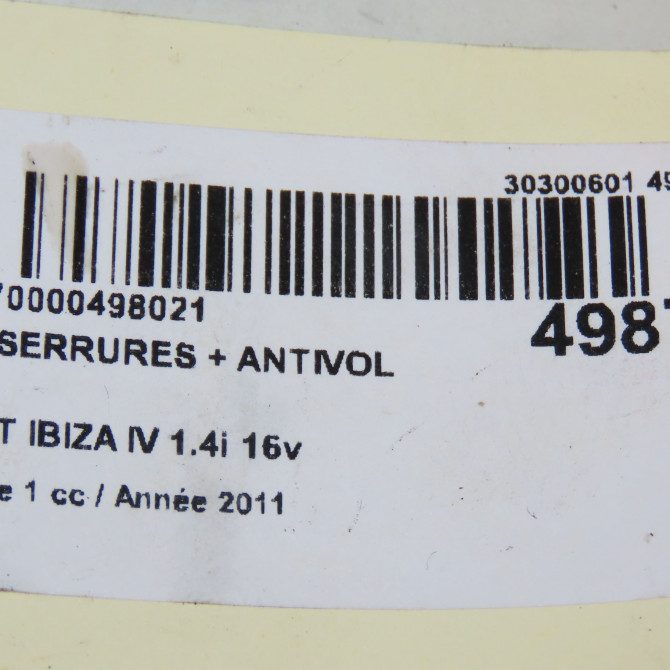 30300601 49
70000498021
498
SERRURES + ANTIVOL
T IBIZA IV 1.4i 16v
e 1 cc / Année 2011